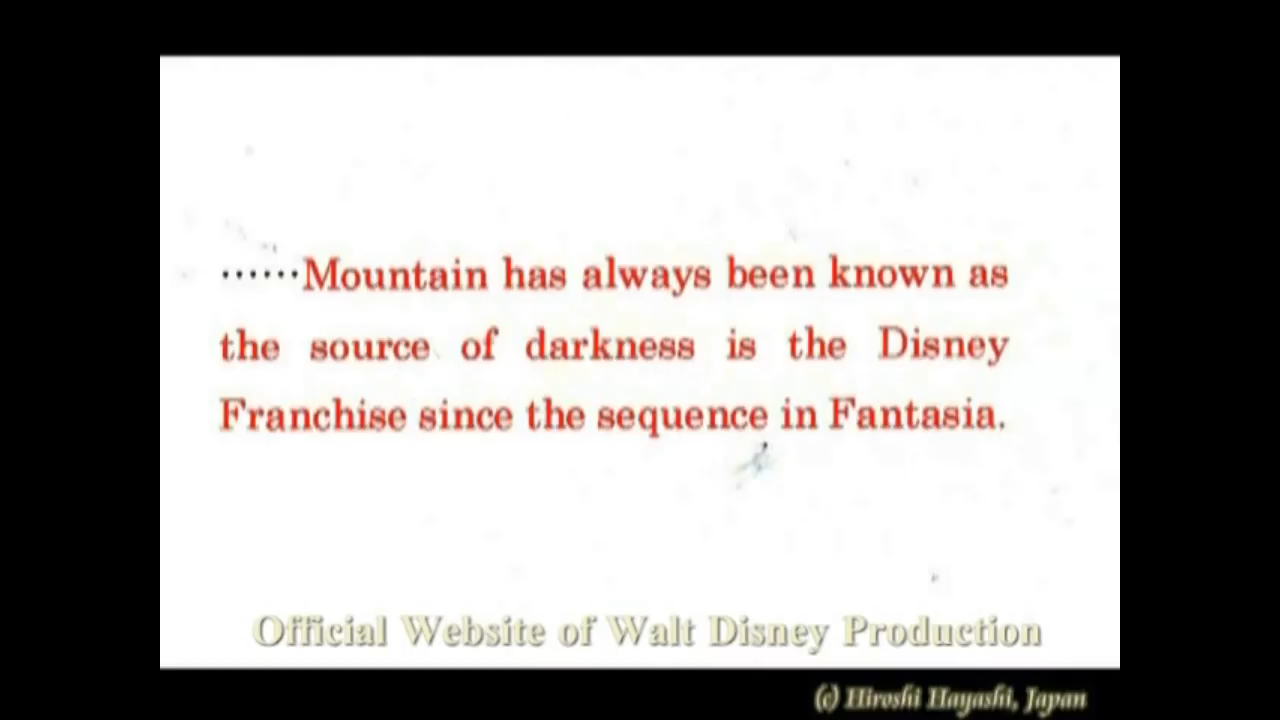 ······Mountain has always been known as
the source of darkness is the Disney
Franchise since the sequence in Fantasia.
Official Website of Walt Disney Production
(c) Hiroshi Hayashi, Japan